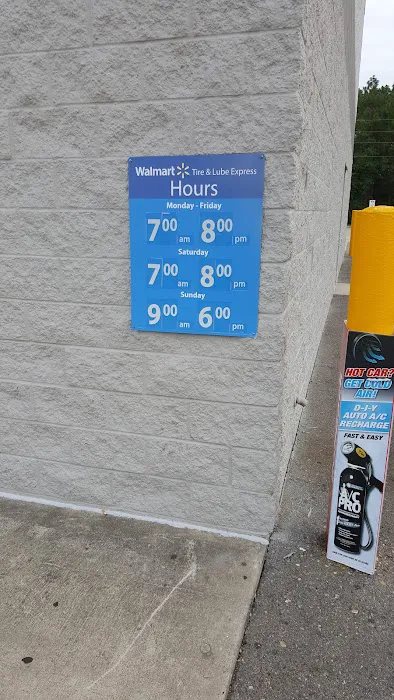 Walmart Tire & Lube Express
Hours
Monday - Friday
7 00 am 8 00 pm
Saturday
7 00 am 8 00 pm
Sunday
9 00 am 6 00 pm
HOT CAR?
GET COLD
AIR!
D-I-Y
AUTO A/C
RECHARGE
FAST & EASY
A/C
PRO